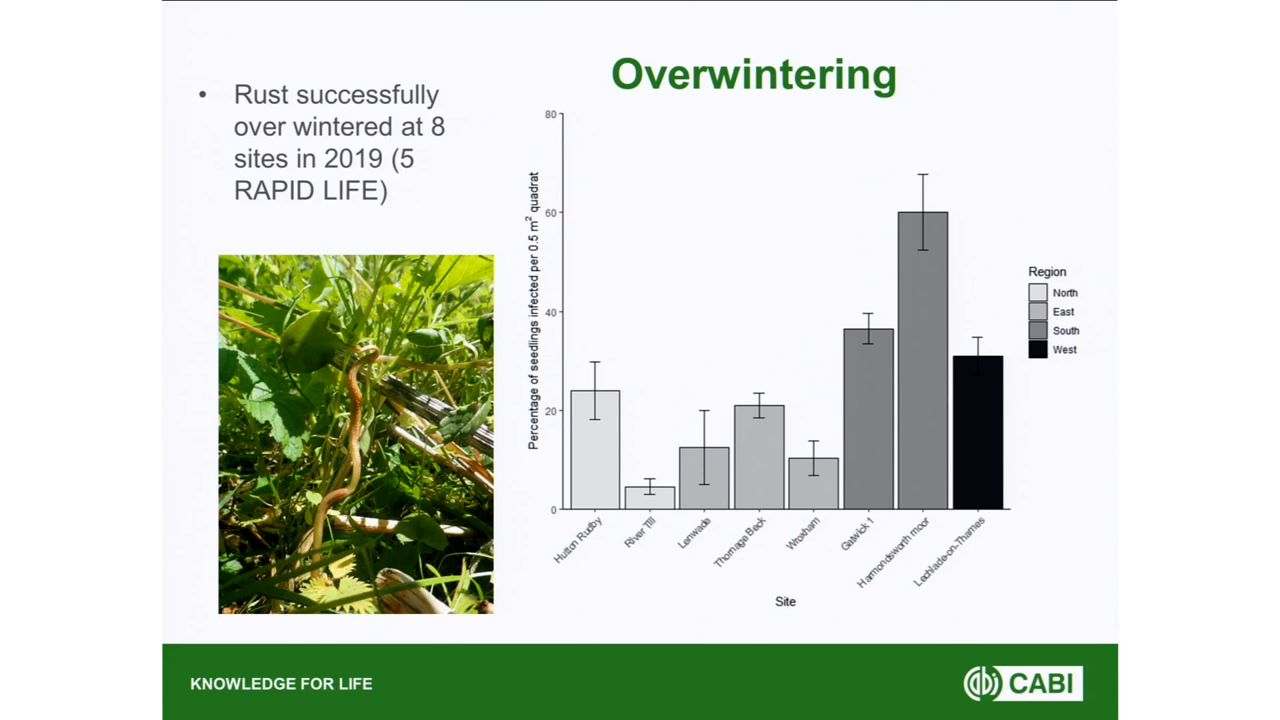 Overwintering
• Rust successfully
over wintered at 8
sites in 2019 (5
RAPID LIFE)
Percentage of seedlings infected per 0.5 m² quadrat
80
60
40
20
0
Hutton Rudby
River Till
Lenwade
Thornage Beck
Wroxham
Gatwick 1
Harmondsworth moor
Lechlade-on-Thames
Site
Region
North
East
South
West
KNOWLEDGE FOR LIFE
cabi CABI